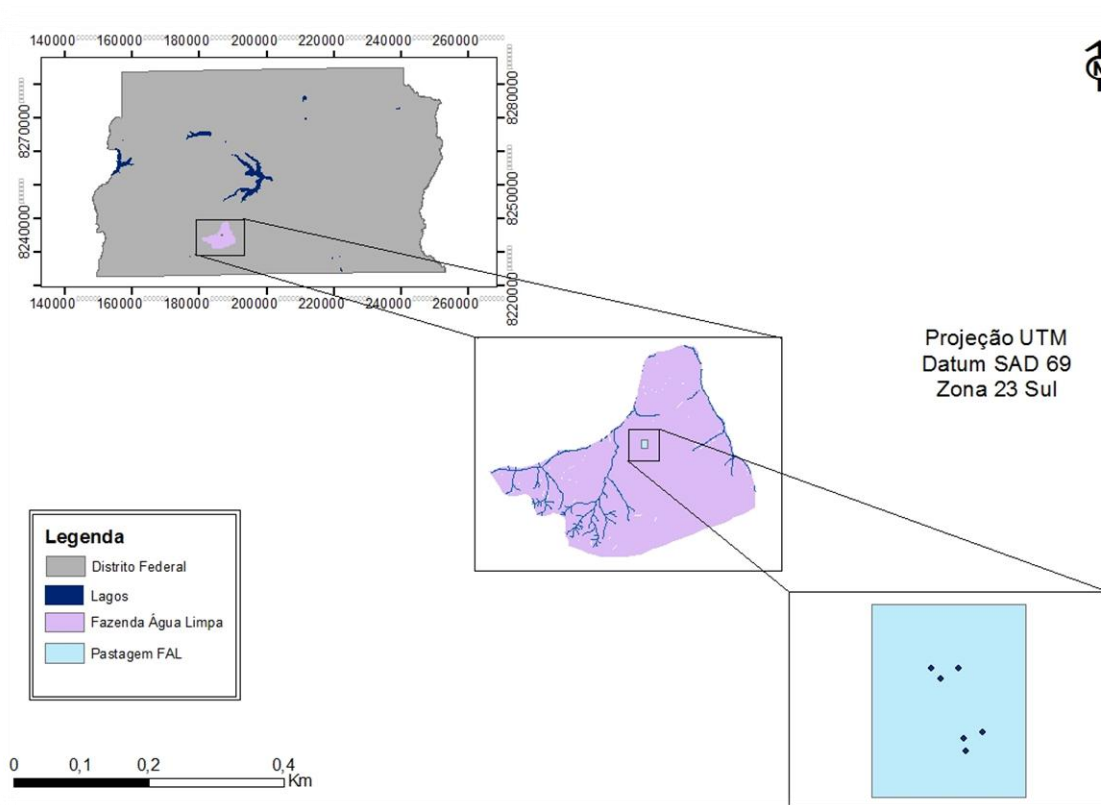 140000 160000 180000 200000 220000 240000 260000
8270000
8240000
8280000
8250000
8220000
140000 160000 180000 200000 220000 240000 260000
N
Projeção UTM
Datum SAD 69
Zona 23 Sul
Legenda
Distrito Federal
Lagos
Fazenda Água Limpa
Pastagem FAL
0 0,1 0,2 0,4
Km